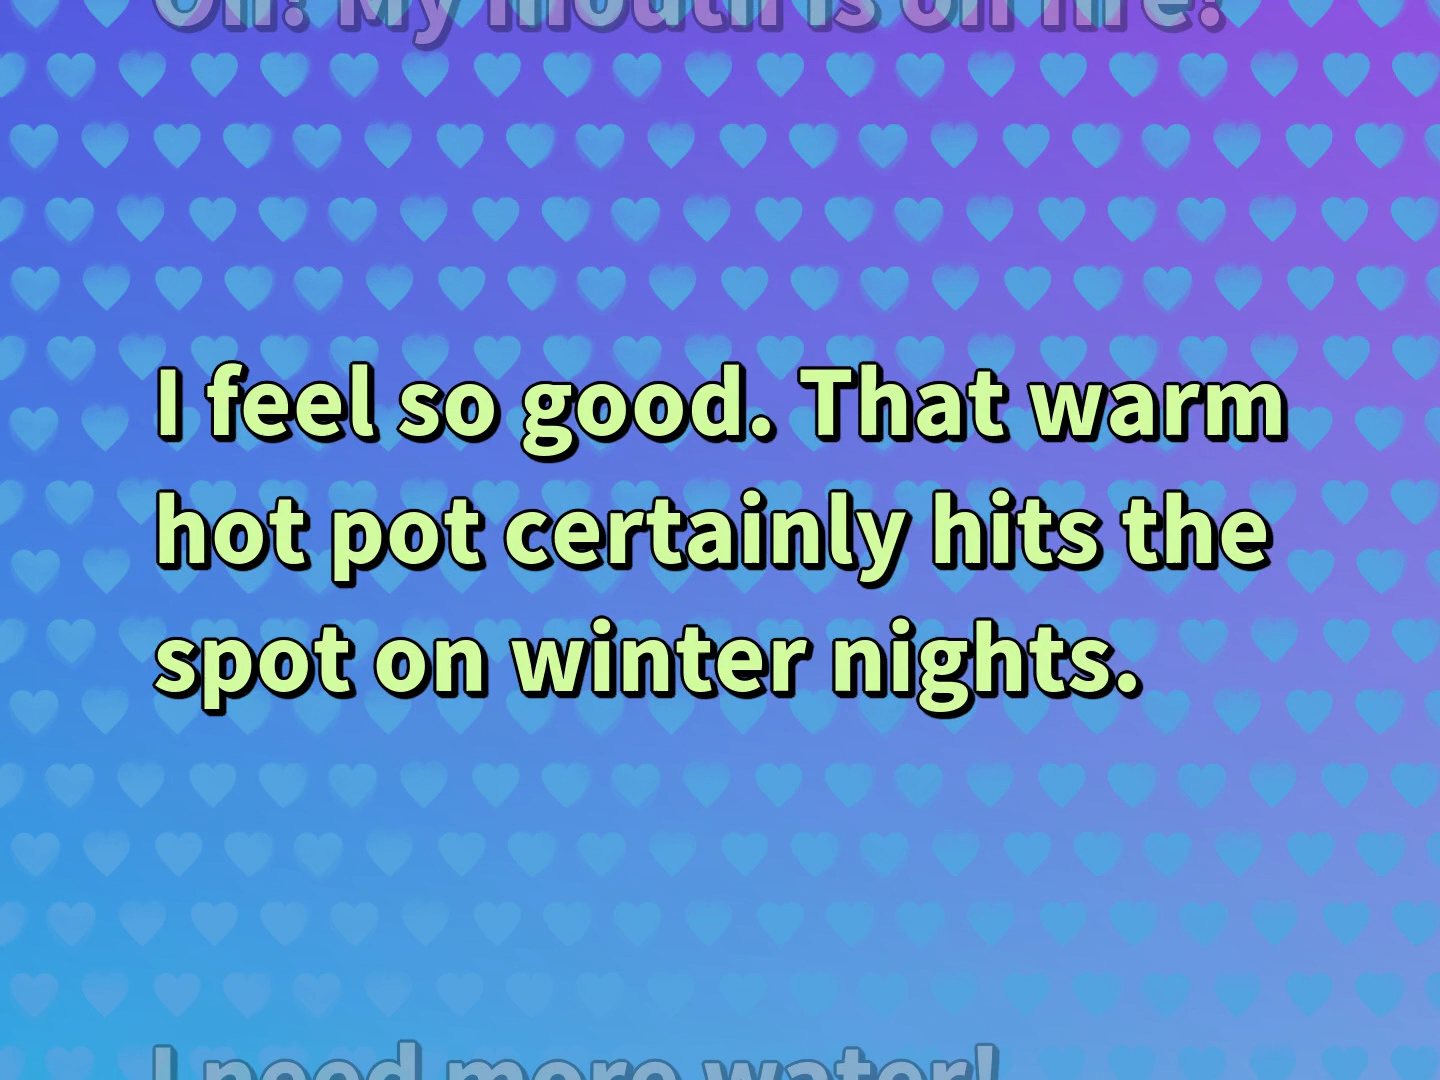 Oh! My mouth is on fire!
I feel so good. That warm
hot pot certainly hits the
spot on winter nights.
I need more water!